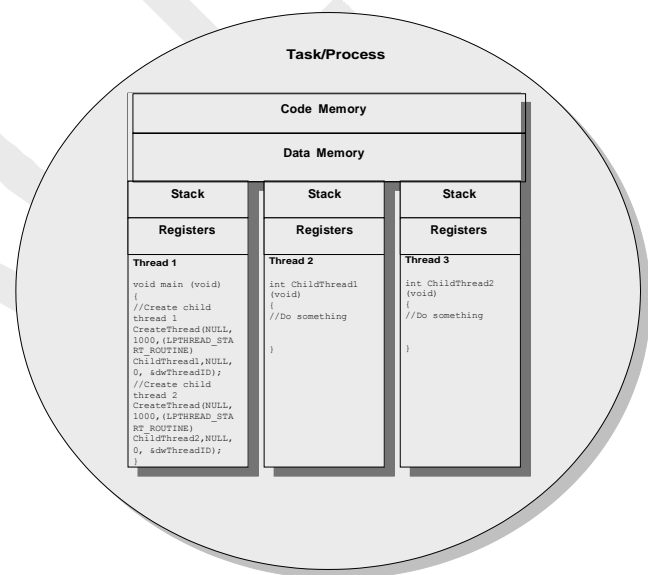 Task/Process
Code Memory
Data Memory
Stack
Stack
Stack
Registers
Registers
Registers
Thread 1
void main (void)
{
//Create child
thread 1
CreateThread(NULL,
1000,(LPTHREAD_STA
RT_ROUTINE)
ChildThread1,NULL,
0, &dwThreadID);
//Create child
thread 2
CreateThread(NULL,
1000,(LPTHREAD_STA
RT_ROUTINE)
ChildThread2,NULL,
0, &dwThreadID);
}
Thread 2
int ChildThread1
(void)
{
//Do something
}
Thread 3
int ChildThread2
(void)
{
//Do something
}